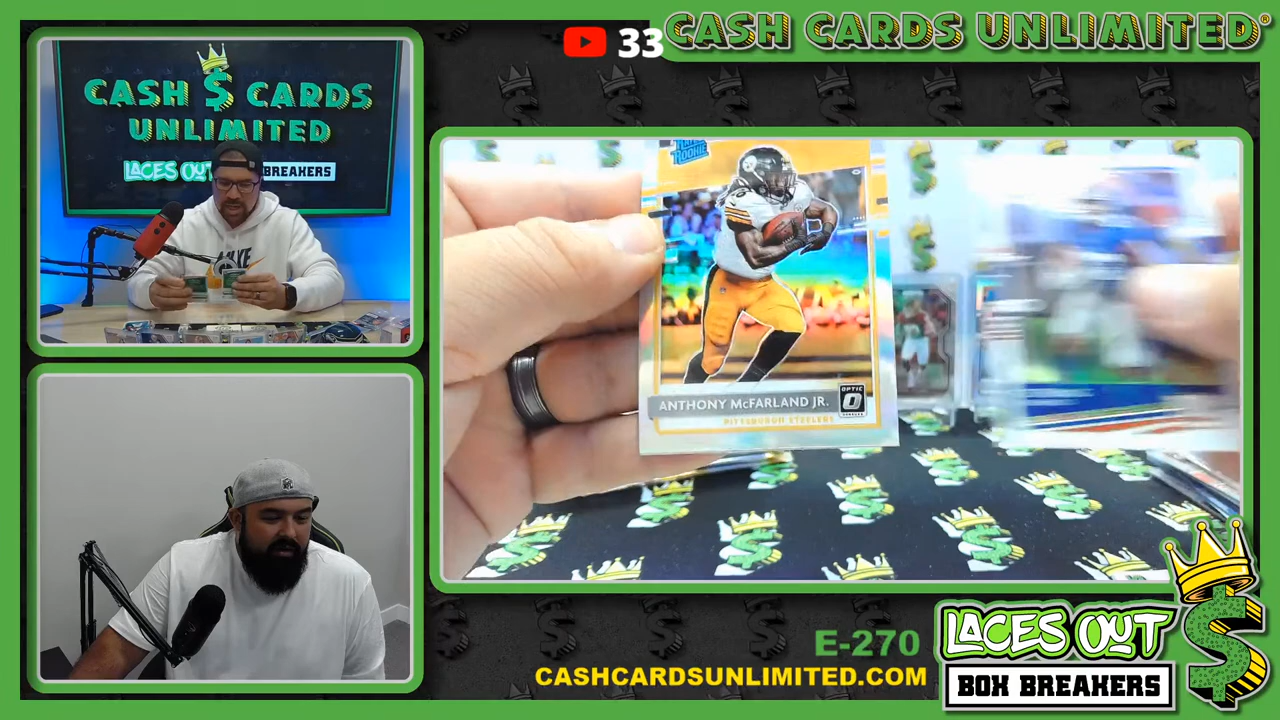 33
CASH CARDS UNLIMITED®
CASH $ CARDS
UNLIMITED
LACES OUT BREAKERS
RATED
ROOKIE
ANTHONY McFARLAND JR.
OPTIC
PITTSBURGH STEELERS
E-270
CASHCARDSUNLIMITED.COM
LACES OUT
BOX BREAKERS